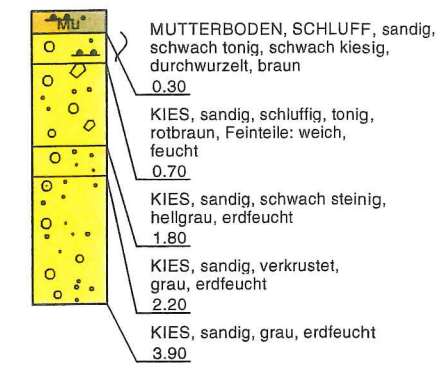 Mu
MUTTERBODEN, SCHLUFF, sandig,
schwach tonig, schwach kiesig,
durchwurzelt, braun
0.30
KIES, sandig, schluffig, tonig,
rotbraun, Feinteile: weich,
feucht
0.70
KIES, sandig, schwach steinig,
hellgrau, erdfeucht
1.80
KIES, sandig, verkrustet,
grau, erdfeucht
2.20
KIES, sandig, grau, erdfeucht
3.90